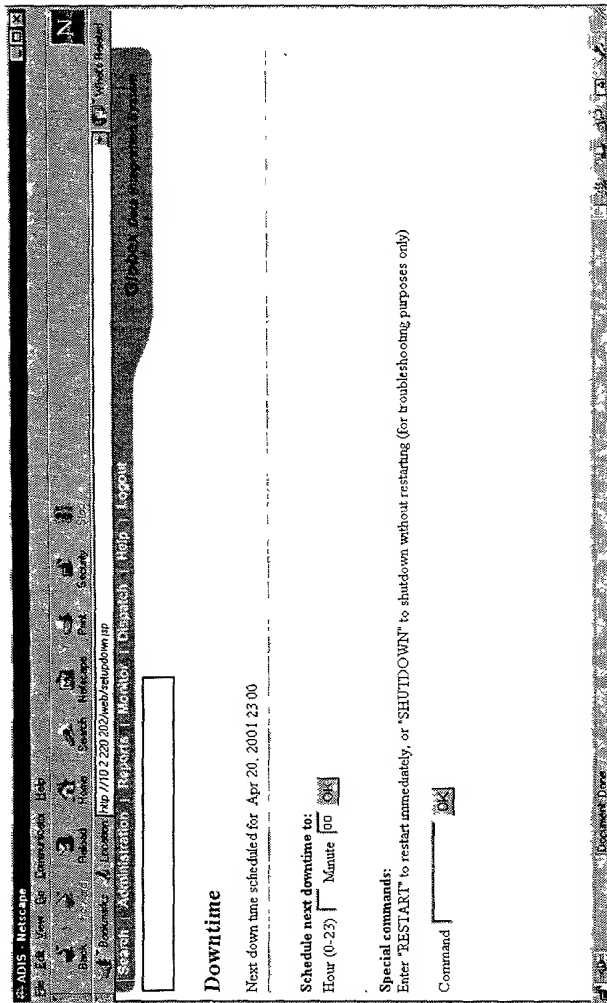 ADIS - Netscape
File Edit View Go Communicator Help
Back Reload Home Search Netscape Print Security Stop
Bookmarks Location http //10 2 220 202/web/setupdown jsp What's Related
Search | Administration | Reports | Monitor | Dispatch | Help | Logout
Global Data Integration System
Downtime
Next down time scheduled for Apr 20, 2001 23 00
Schedule next downtime to:
Hour (0-23) Minute 00 OK
Special commands:
Enter "RESTART" to restart immediately, or "SHUTDOWN" to shutdown without restarting (for troubleshooting purposes only)
Command OK
Document Done